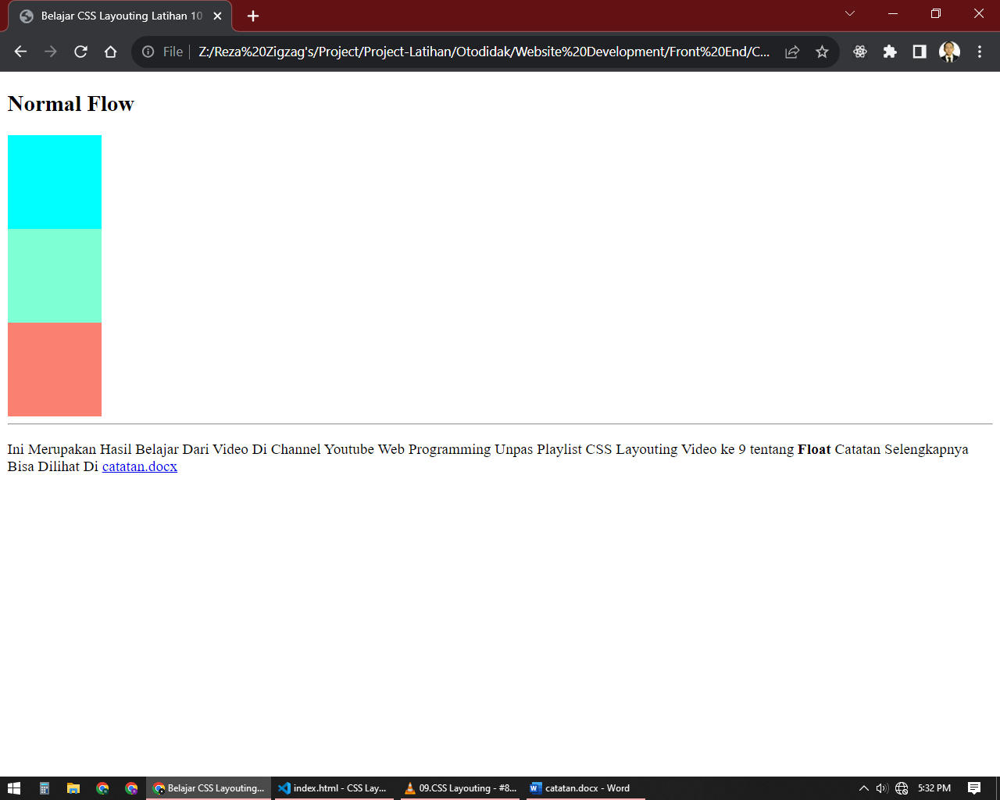 Belajar CSS Layouting Latihan 10
File
Z:/Reza%20Zigzag's/Project/Project-Latihan/Otodidak/Website%20Development/Front%20End/C...
Normal Flow
Ini Merupakan Hasil Belajar Dari Video Di Channel Youtube Web Programming Unpas Playlist CSS Layouting Video ke 9 tentang Float Catatan Selengkapnya
Bisa Dilihat Di catatan.docx
Belajar CSS Layouting...
index.html - CSS Lay...
09.CSS Layouting - #8...
catatan.docx - Word
5:32 PM